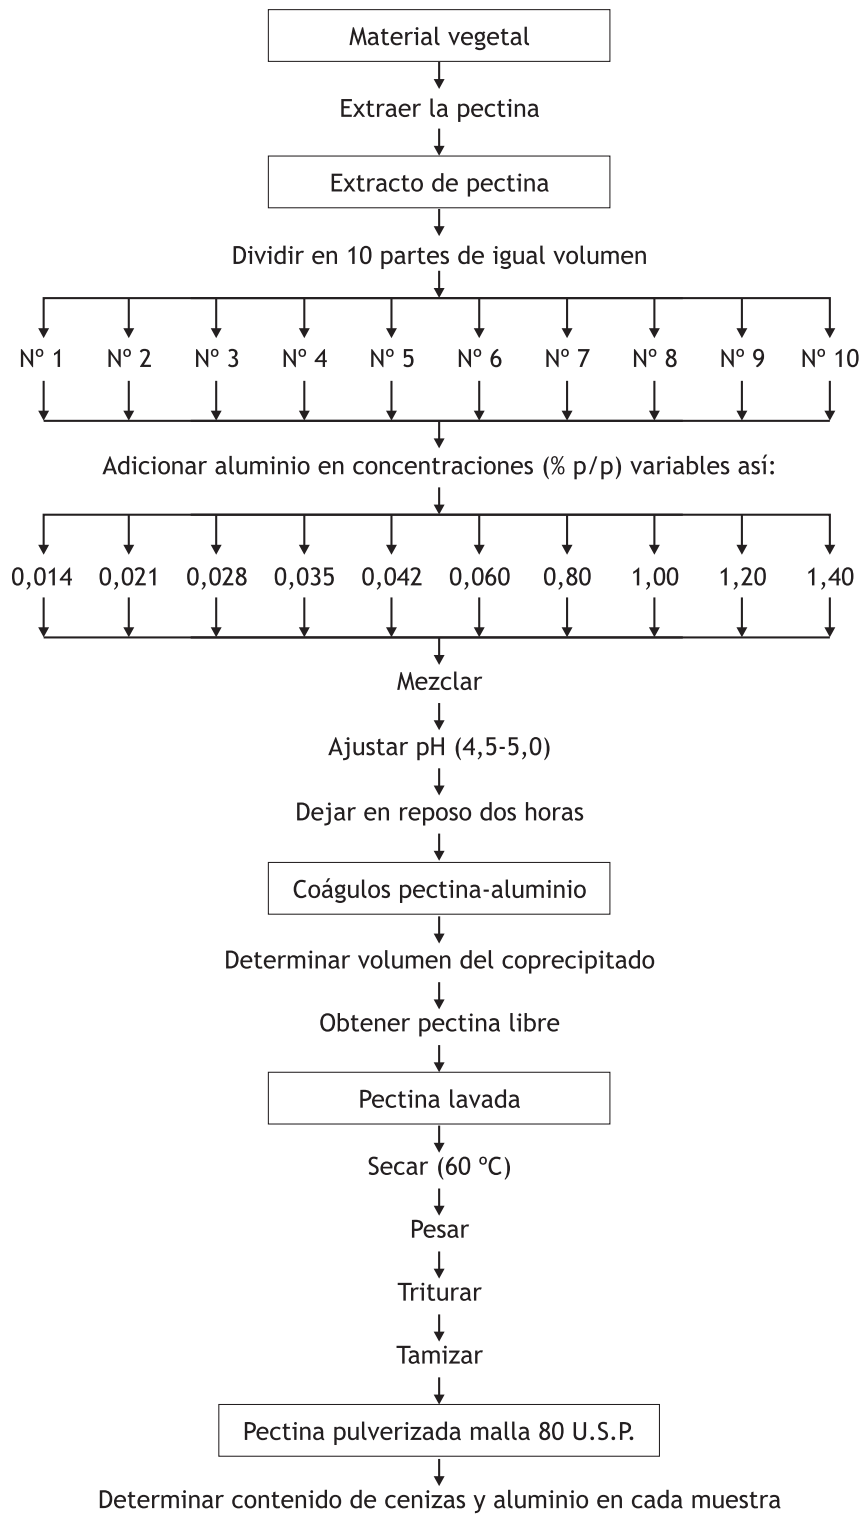 Material vegetal
Extraer la pectina
Extracto de pectina
Dividir en 10 partes de igual volumen
Nº 1 Nº 2 Nº 3 Nº 4 Nº 5 Nº 6 Nº 7 Nº 8 Nº 9 Nº 10
Adicionar aluminio en concentraciones (% p/p) variables así:
0,014 0,021 0,028 0,035 0,042 0,060 0,80 1,00 1,20 1,40
Mezclar
Ajustar pH (4,5-5,0)
Dejar en reposo dos horas
Coágulos pectina-aluminio
Determinar volumen del coprecipitado
Obtener pectina libre
Pectina lavada
Secar (60 ºC)
Pesar
Triturar
Tamizar
Pectina pulverizada malla 80 U.S.P.
Determinar contenido de cenizas y aluminio en cada muestra